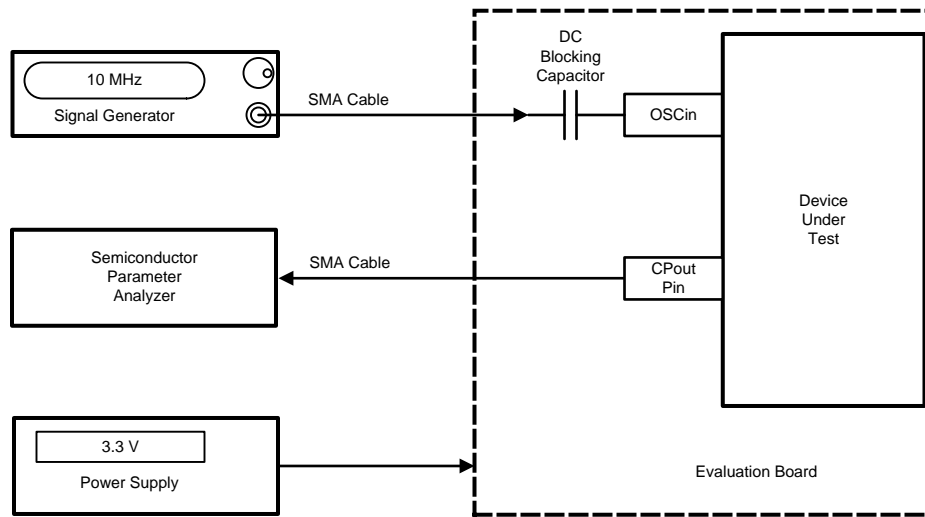 DC
Blocking
Capacitor
10 MHz
Signal Generator
SMA Cable
OSCin
Device
Under
Test
Semiconductor
Parameter
Analyzer
SMA Cable
CPout
Pin
3.3 V
Power Supply
Evaluation Board